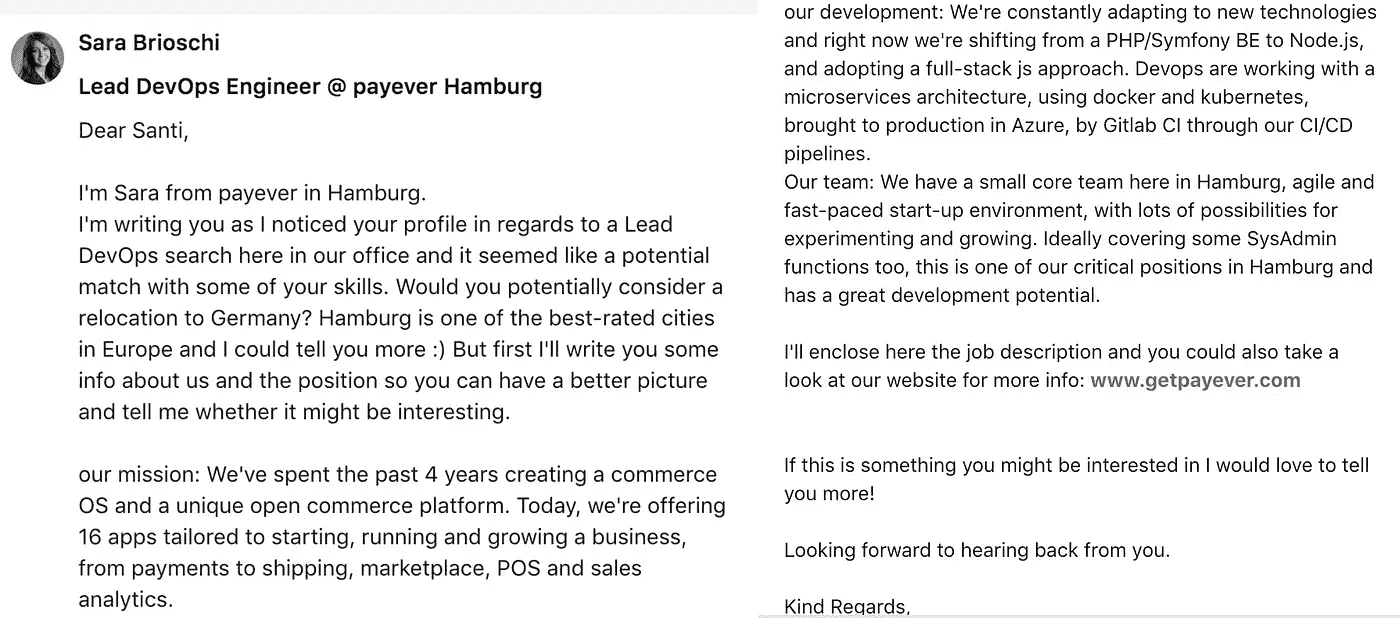 Sara Brioschi
Lead DevOps Engineer @ payever Hamburg
Dear Santi,
I'm Sara from payever in Hamburg.
I'm writing you as I noticed your profile in regards to a Lead
DevOps search here in our office and it seemed like a potential
match with some of your skills. Would you potentially consider a
relocation to Germany? Hamburg is one of the best-rated cities
in Europe and I could tell you more :) But first I'll write you some
info about us and the position so you can have a better picture
and tell me whether it might be interesting.
our mission: We've spent the past 4 years creating a commerce
OS and a unique open commerce platform. Today, we're offering
16 apps tailored to starting, running and growing a business,
from payments to shipping, marketplace, POS and sales
analytics.
our development: We're constantly adapting to new technologies
and right now we're shifting from a PHP/Symfony BE to Node.js,
and adopting a full-stack js approach. Devops are working with a
microservices architecture, using docker and kubernetes,
brought to production in Azure, by Gitlab CI through our CI/CD
pipelines.
Our team: We have a small core team here in Hamburg, agile and
fast-paced start-up environment, with lots of possibilities for
experimenting and growing. Ideally covering some SysAdmin
functions too, this is one of our critical positions in Hamburg and
has a great development potential.
I'll enclose here the job description and you could also take a
look at our website for more info: www.getpayever.com
If this is something you might be interested in I would love to tell
you more!
Looking forward to hearing back from you.
Kind Regards,